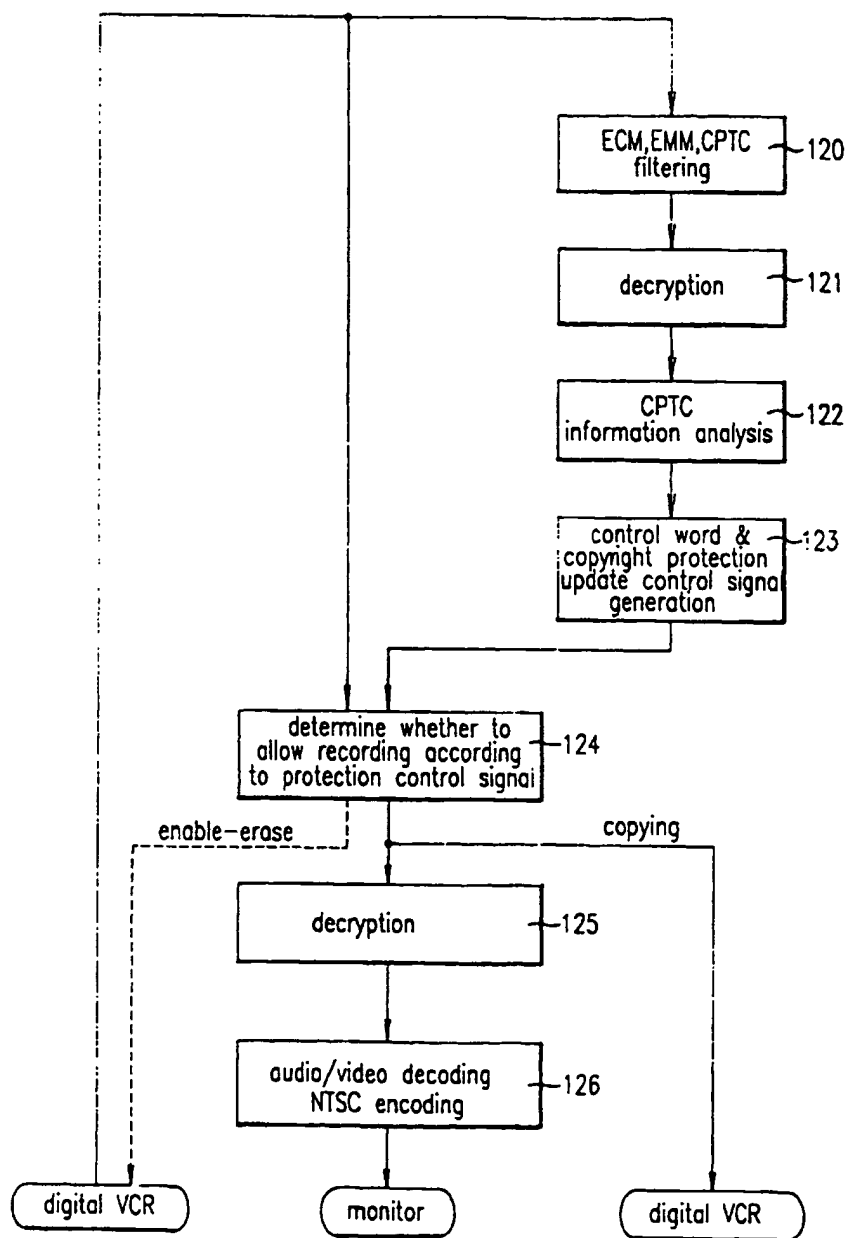 ECM,EMM,CPTC
filtering
120
decryption
121
CPTC
information analysis
122
control word &
copyright protection
update control signal
generation
123
determine whether to
allow recording according
to protection control signal
124
enable-erase
copying
decryption
125
audio/video decoding
NTSC encoding
126
digital VCR
monitor
digital VCR